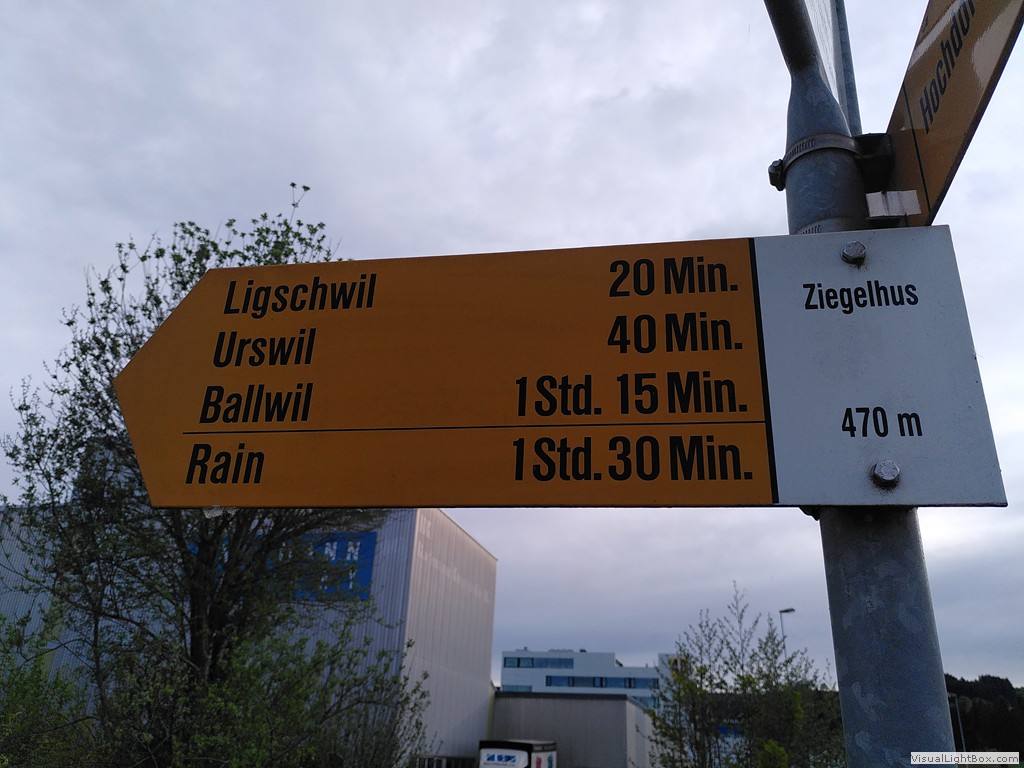 Hochdor
Ligschwil 20 Min.
Urswil 40 Min.
Ballwil 1 Std. 15 Min.
Rain 1 Std. 30 Min.
Ziegelhus
470 m
VisualLightBox.com